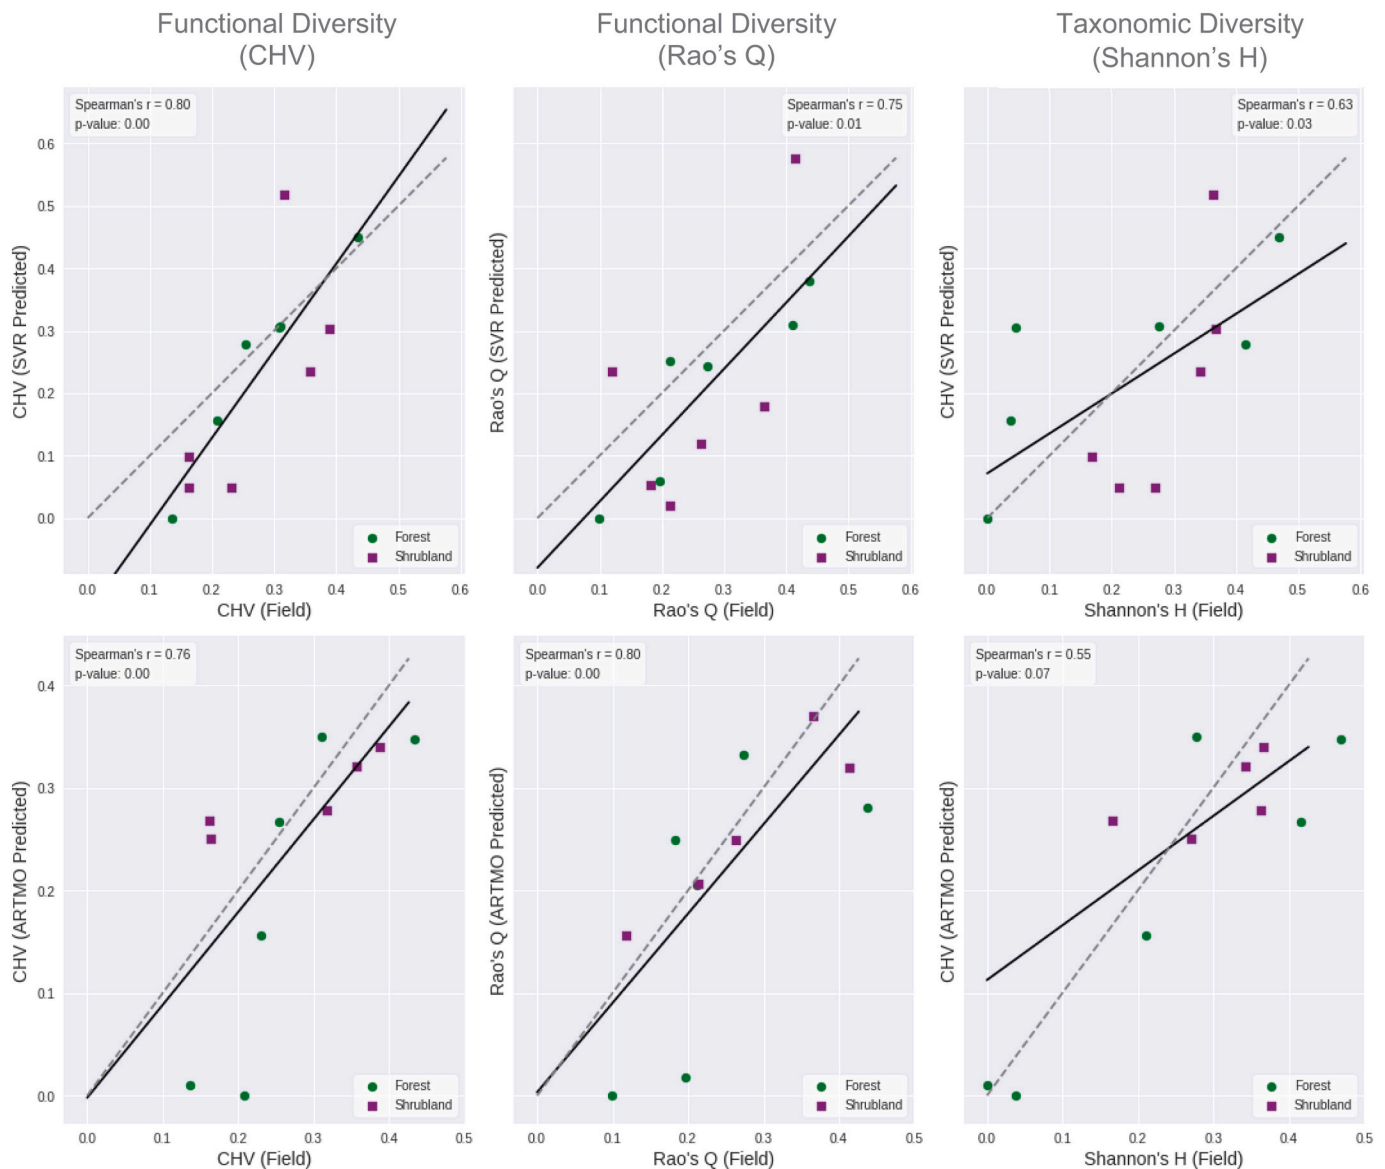 Functional Diversity
(CHV)
Functional Diversity
(Rao's Q)
Taxonomic Diversity
(Shannon's H)
Spearman's r = 0.80
p-value: 0.00
CHV (SVR Predicted)
0.6
0.5
0.4
0.3
0.2
0.1
0.0
Forest
Shrubland
0.0 0.1 0.2 0.3 0.4 0.5 0.6
CHV (Field)
Spearman's r = 0.75
p-value: 0.01
Rao's Q (SVR Predicted)
Forest
Shrubland
0.0 0.1 0.2 0.3 0.4 0.5 0.6
Rao's Q (Field)
Spearman's r = 0.63
p-value: 0.03
CHV (SVR Predicted)
Forest
Shrubland
0.0 0.1 0.2 0.3 0.4 0.5 0.6
Shannon's H (Field)
Spearman's r = 0.76
p-value: 0.00
CHV (ARTMO Predicted)
0.4
0.3
0.2
0.1
0.0
Forest
Shrubland
0.0 0.1 0.2 0.3 0.4 0.5
CHV (Field)
Spearman's r = 0.80
p-value: 0.00
Rao's Q (ARTMO Predicted)
Forest
Shrubland
0.0 0.1 0.2 0.3 0.4 0.5
Rao's Q (Field)
Spearman's r = 0.55
p-value: 0.07
CHV (ARTMO Predicted)
Forest
Shrubland
0.0 0.1 0.2 0.3 0.4 0.5
Shannon's H (Field)